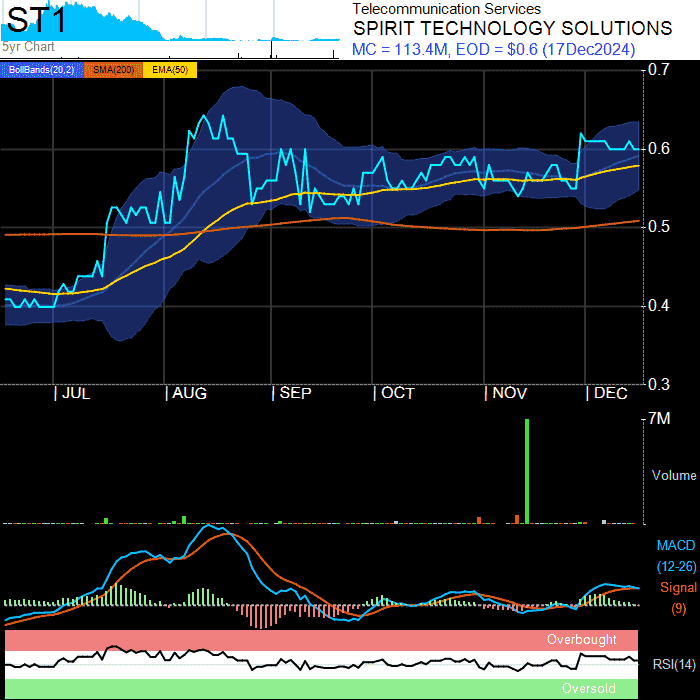 ST1
Telecommunication Services
SPIRIT TECHNOLOGY SOLUTIONS
5yr Chart
MC = 113.4M, EOD = $0.6 (17Dec2024)
BollBands(20,2) SMA(200) EMA(50)
0.7
0.6
0.5
0.4
0.3
| JUL | AUG | SEP | OCT | NOV | DEC
7M
Volume
MACD
(12-26)
Signal
(9)
Overbought
RSI(14)
Oversold